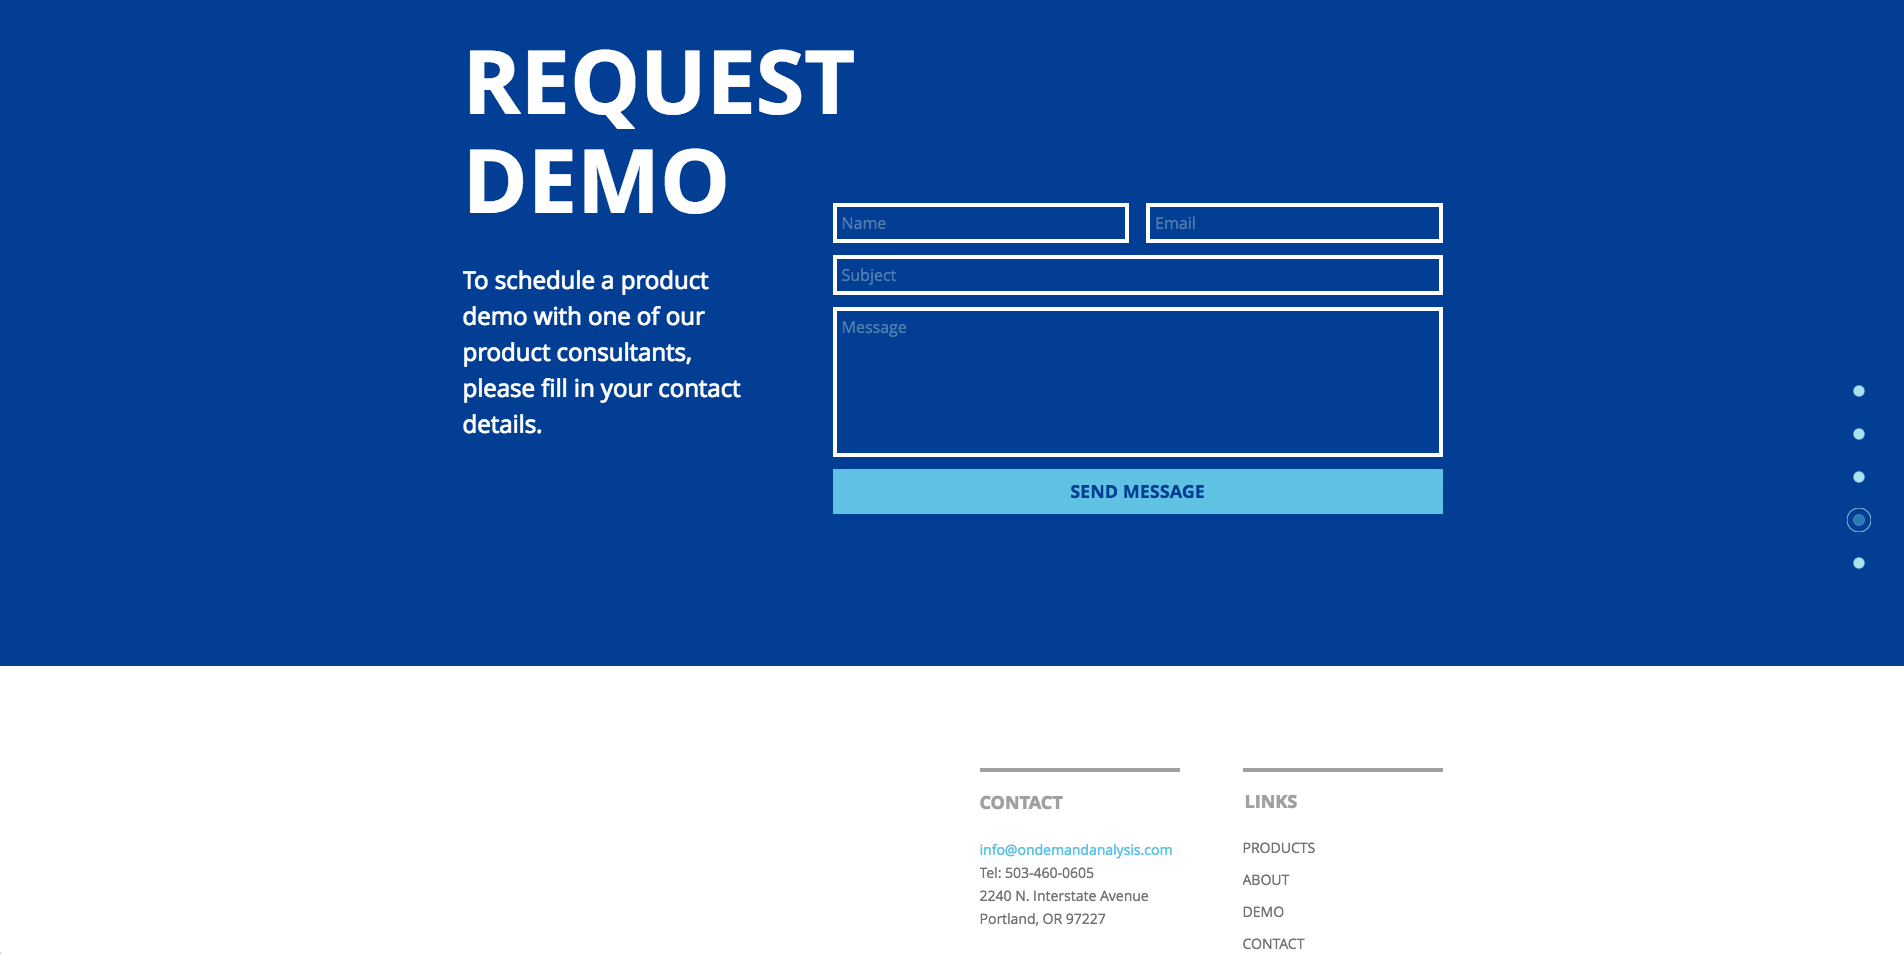 REQUEST
DEMO
To schedule a product
demo with one of our
product consultants,
please fill in your contact
details.
Name
Email
Subject
Message
SEND MESSAGE
CONTACT
info@ondemandanalysis.com
Tel: 503-460-0605
2240 N. Interstate Avenue
Portland, OR 97227
LINKS
PRODUCTS
ABOUT
DEMO
CONTACT